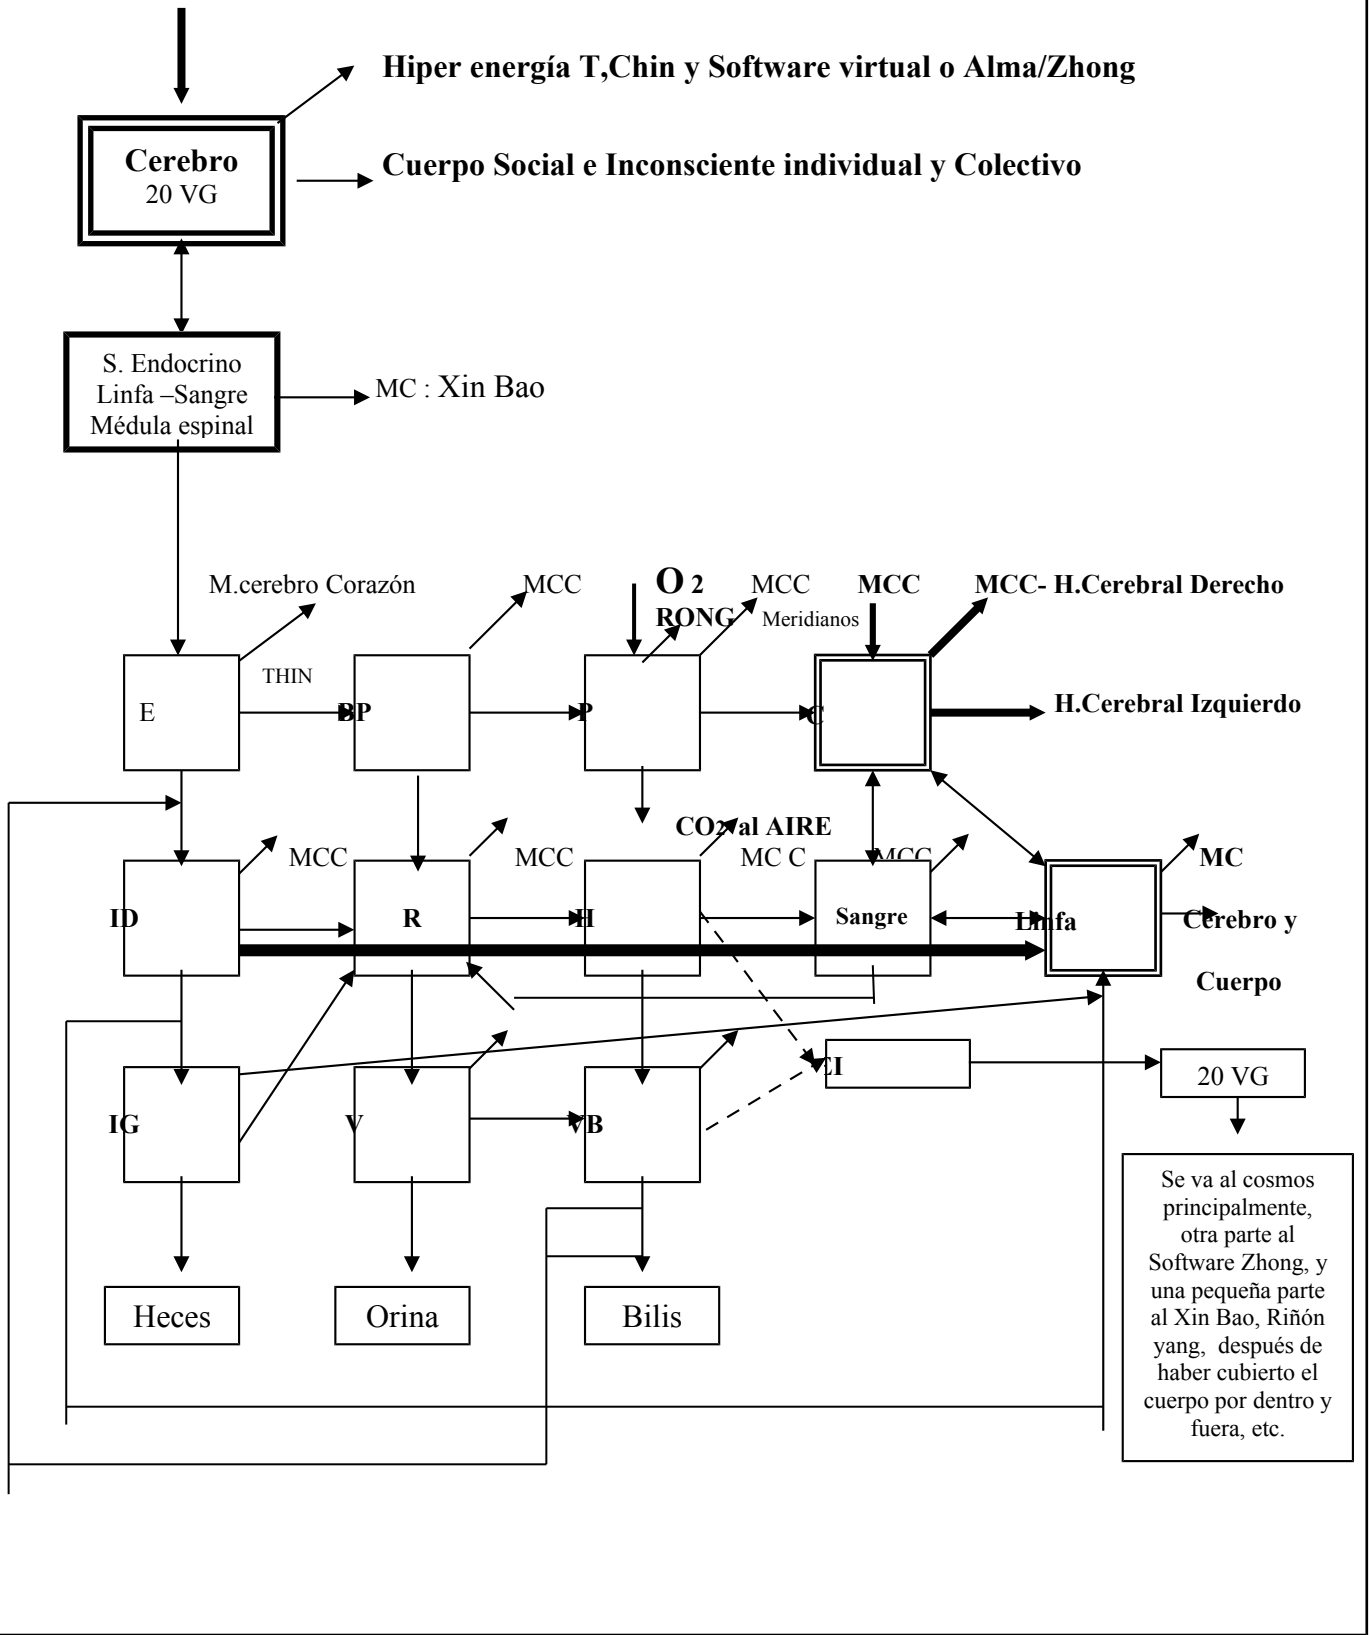 Hiper energía T,Chin y Software virtual o Alma/Zhong
Cerebro
20 VG
Cuerpo Social e Inconsciente individual y Colectivo
S. Endocrino
Linfa –Sangre
Médula espinal
MC : Xin Bao
M.cerebro Corazón
MCC
O 2
RONG
MCC
Meridianos
MCC
MCC- H.Cerebral Derecho
THIN
E
BP
P
C
H.Cerebral Izquierdo
CO2 al AIRE
MCC
MCC
MC C
MCC
MC
ID
R
H
Sangre
Linfa
Cerebro y
Cuerpo
EI
20 VG
IG
V
VB
Se va al cosmos
principalmente,
otra parte al
Software Zhong, y
una pequeña parte
al Xin Bao, Riñón
yang, después de
haber cubierto el
cuerpo por dentro y
fuera, etc.
Heces
Orina
Bilis